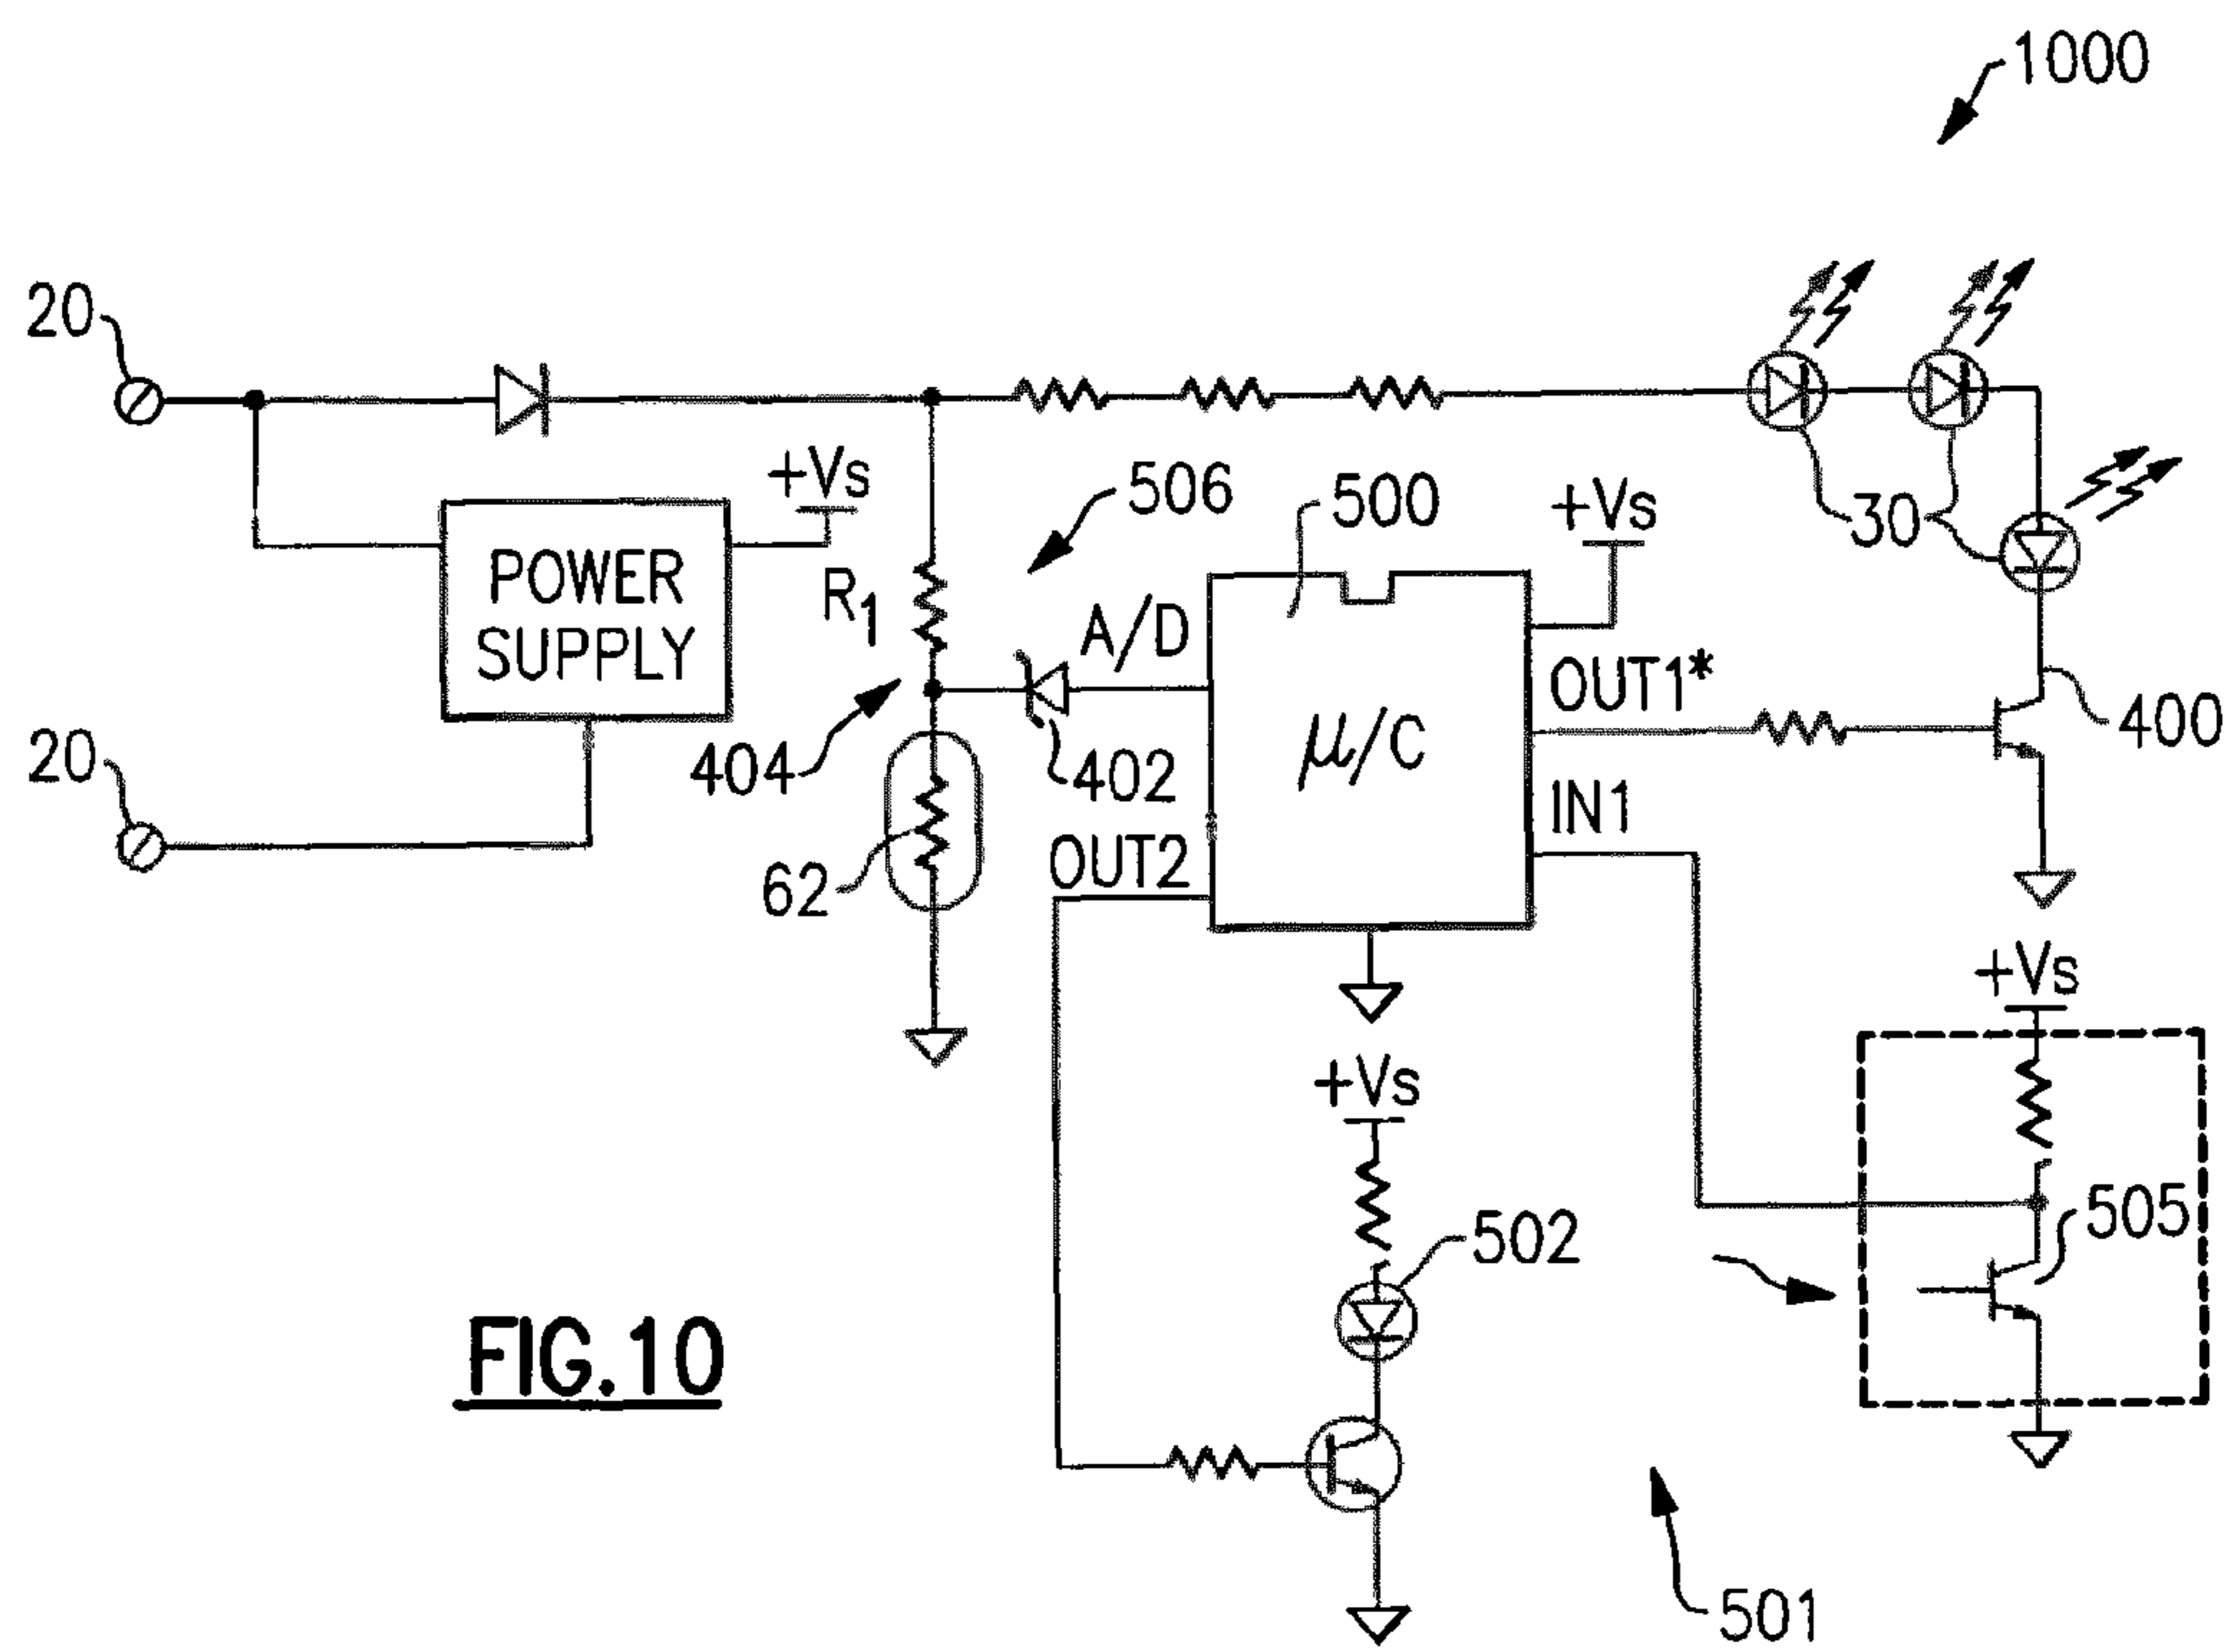 1000
20
+Vs
506
500
+Vs
30
POWER
SUPPLY
R1
A/D
OUT1*
400
20
404
402
μ/C
IN1
62
OUT2
+Vs
+Vs
502
505
FIG.10
501